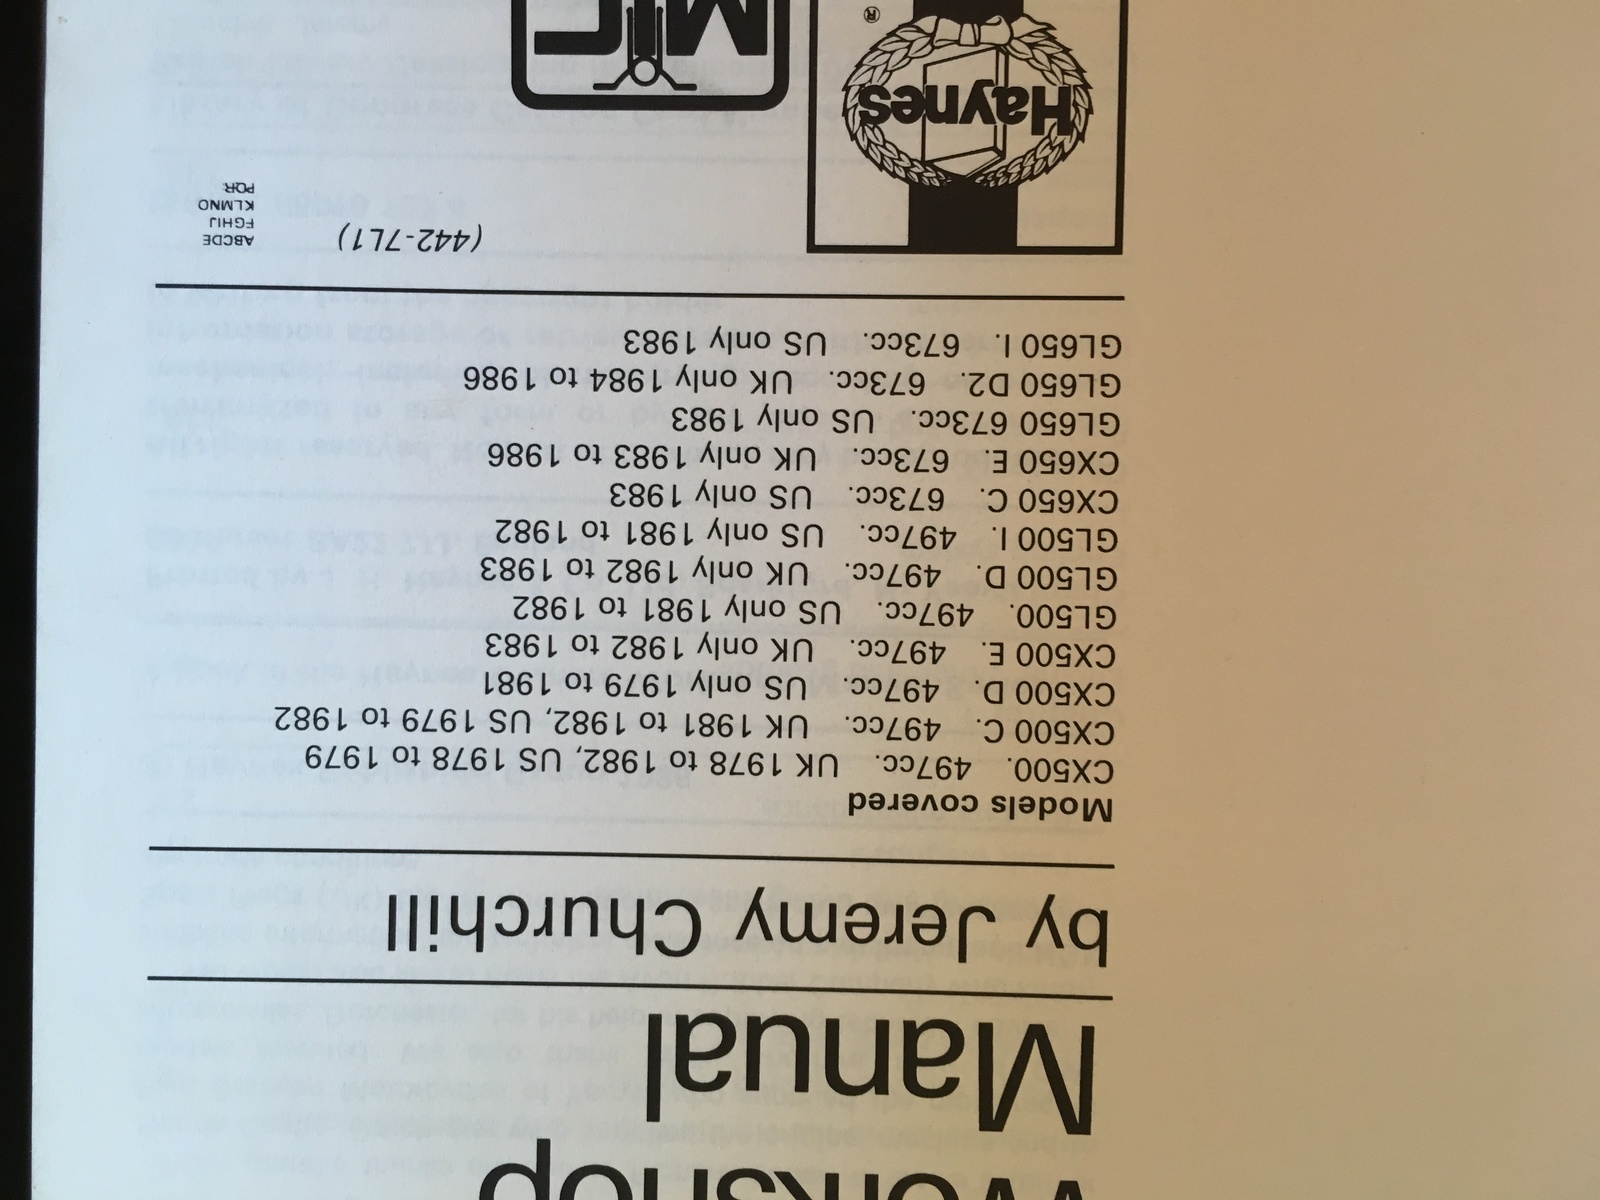 Workshop
Manual
by Jeremy Churchill
Models covered
CX500. 497cc. UK 1978 to 1982, US 1978 to 1979
CX500 C. 497cc. UK 1981 to 1982, US 1979 to 1982
CX500 D 497cc. US only 1979 to 1981
CX500 E. 497cc. UK only 1982 to 1983
GL500. 497cc. US only 1981 to 1982
GL500 D. 497cc. UK only 1982 to 1983
GL500 I. 497cc. US only 1981 to 1982
CX650 C. 673cc. US only 1983
CX650 E. 673cc. UK only 1983 to 1986
GL650 673cc. US only 1983
GL650 D2. 673cc. UK only 1984 to 1986
GL650 I. 673cc. US only 1983
(442-7L1)
ABCDE
FGHIJ
KLMNO
PQR
Haynes
®